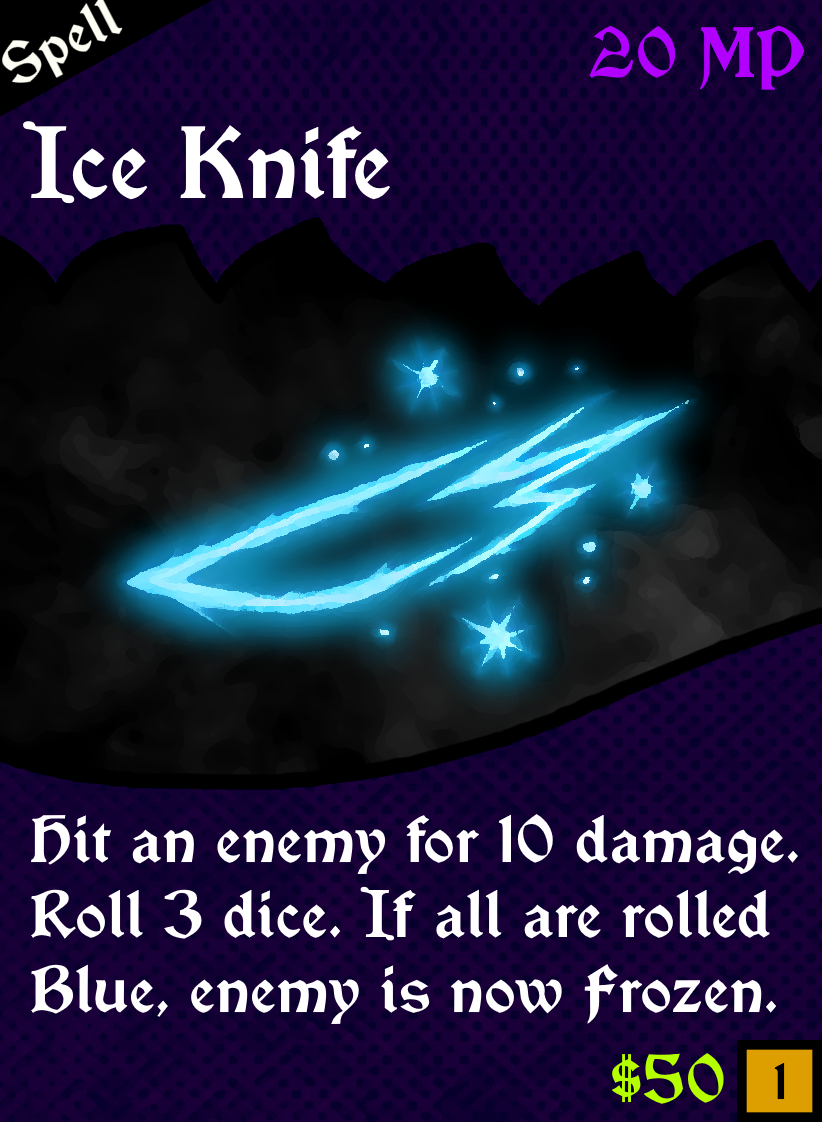 Spell
20 MP
Ice Knife
Hit an enemy for 10 damage.
Roll 3 dice. If all are rolled
Blue, enemy is now Frozen.
$50
1